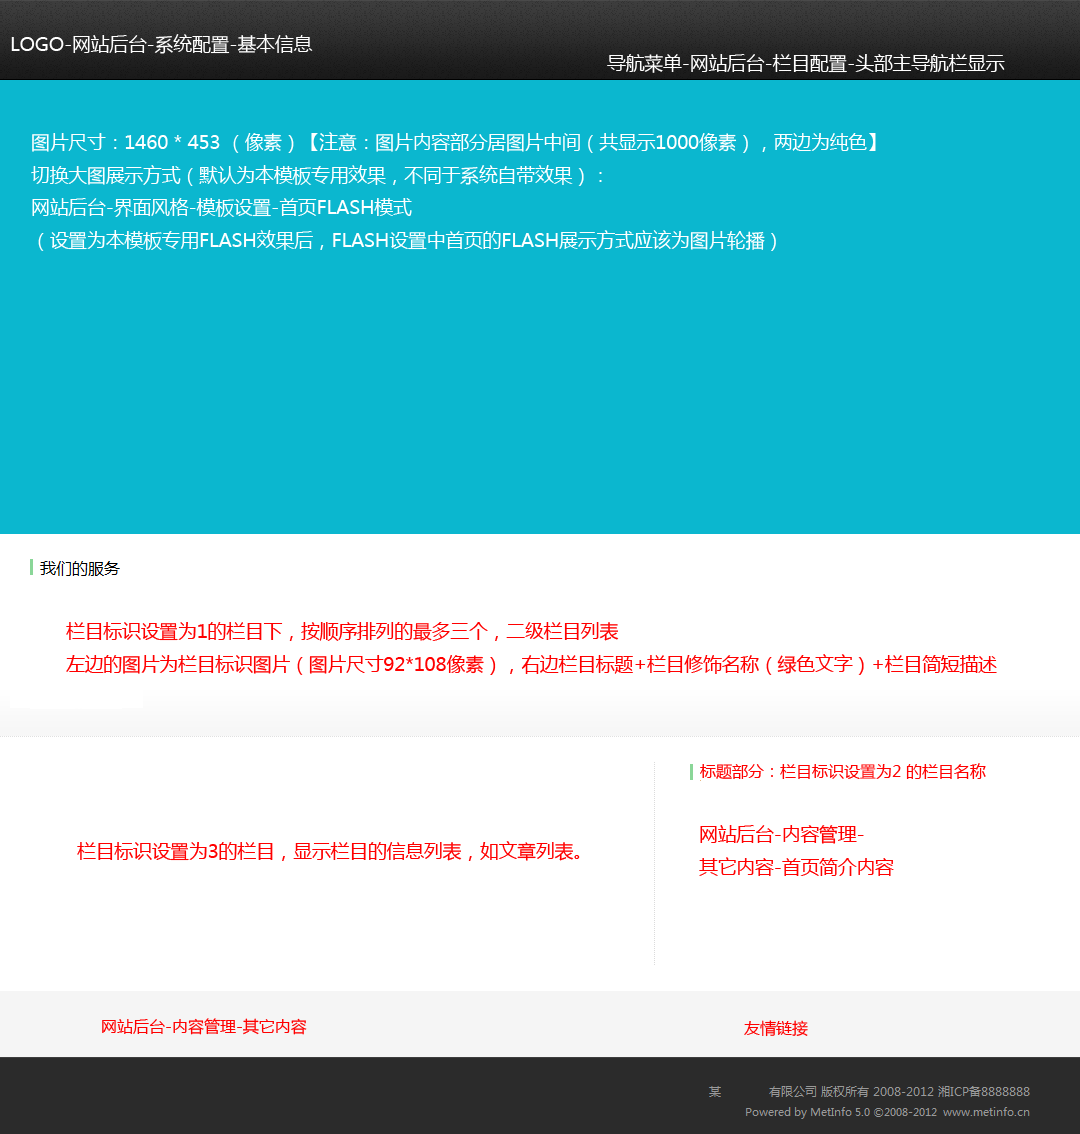 LOGO-网站后台-系统配置-基本信息
导航菜单-网站后台-栏目配置-头部主导航栏显示
图片尺寸：1460 * 453 （像素）【注意：图片内容部分居图片中间（共显示1000像素），两边为纯色】
切换大图展示方式（默认为本模板专用效果，不同于系统自带效果）：
网站后台-界面风格-模板设置-首页FLASH模式
（设置为本模板专用FLASH效果后，FLASH设置中首页的FLASH展示方式应该为图片轮播）
我们的服务
栏目标识设置为1的栏目下，按顺序排列的最多三个，二级栏目列表
左边的图片为栏目标识图片（图片尺寸92*108像素），右边栏目标题+栏目修饰名称（绿色文字）+栏目简短描述
标题部分：栏目标识设置为2 的栏目名称
栏目标识设置为3的栏目，显示栏目的信息列表，如文章列表。
网站后台-内容管理-
其它内容-首页简介内容
网站后台-内容管理-其它内容
友情链接
某 有限公司 版权所有 2008-2012 湘ICP备8888888
Powered by MetInfo 5.0 ©2008-2012 www.metinfo.cn